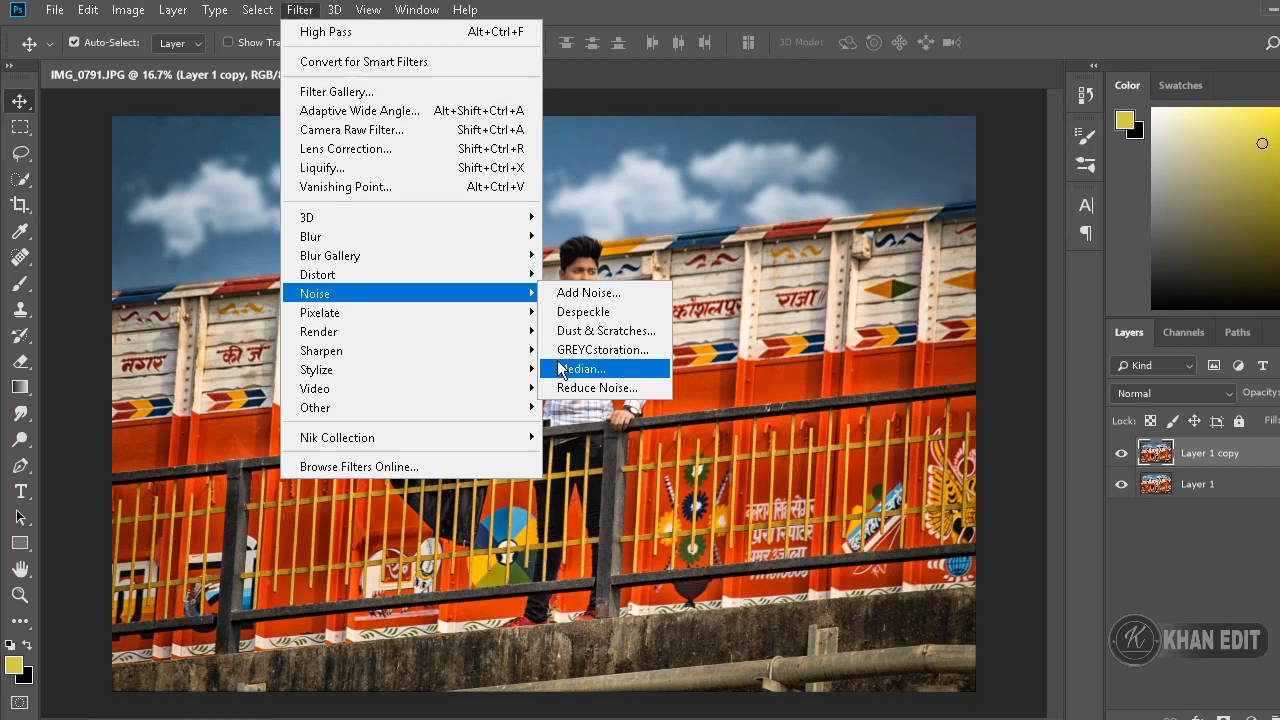 Ps File Edit Image Layer Type Select Filter 3D View Window Help
Auto-Select: Layer Show Tra 3D Mode:
IMG_0791.JPG @ 16.7% (Layer 1 copy, RGB/8
High Pass Alt+Ctrl+F
Convert for Smart Filters
Filter Gallery...
Adaptive Wide Angle... Alt+Shift+Ctrl+A
Camera Raw Filter... Shift+Ctrl+A
Lens Correction... Shift+Ctrl+R
Liquify... Shift+Ctrl+X
Vanishing Point... Alt+Ctrl+V
3D
Blur
Blur Gallery
Distort
Noise
Pixelate
Render
Sharpen
Stylize
Video
Other
Nik Collection
Browse Filters Online...
Add Noise...
Despeckle
Dust & Scratches...
GREYCstoration...
Median...
Reduce Noise...
Color Swatches
Layers Channels Paths
Kind
Normal Opacity:
Lock: Fill:
Layer 1 copy
Layer 1
नगर की जं
राजा
K KHAN EDIT